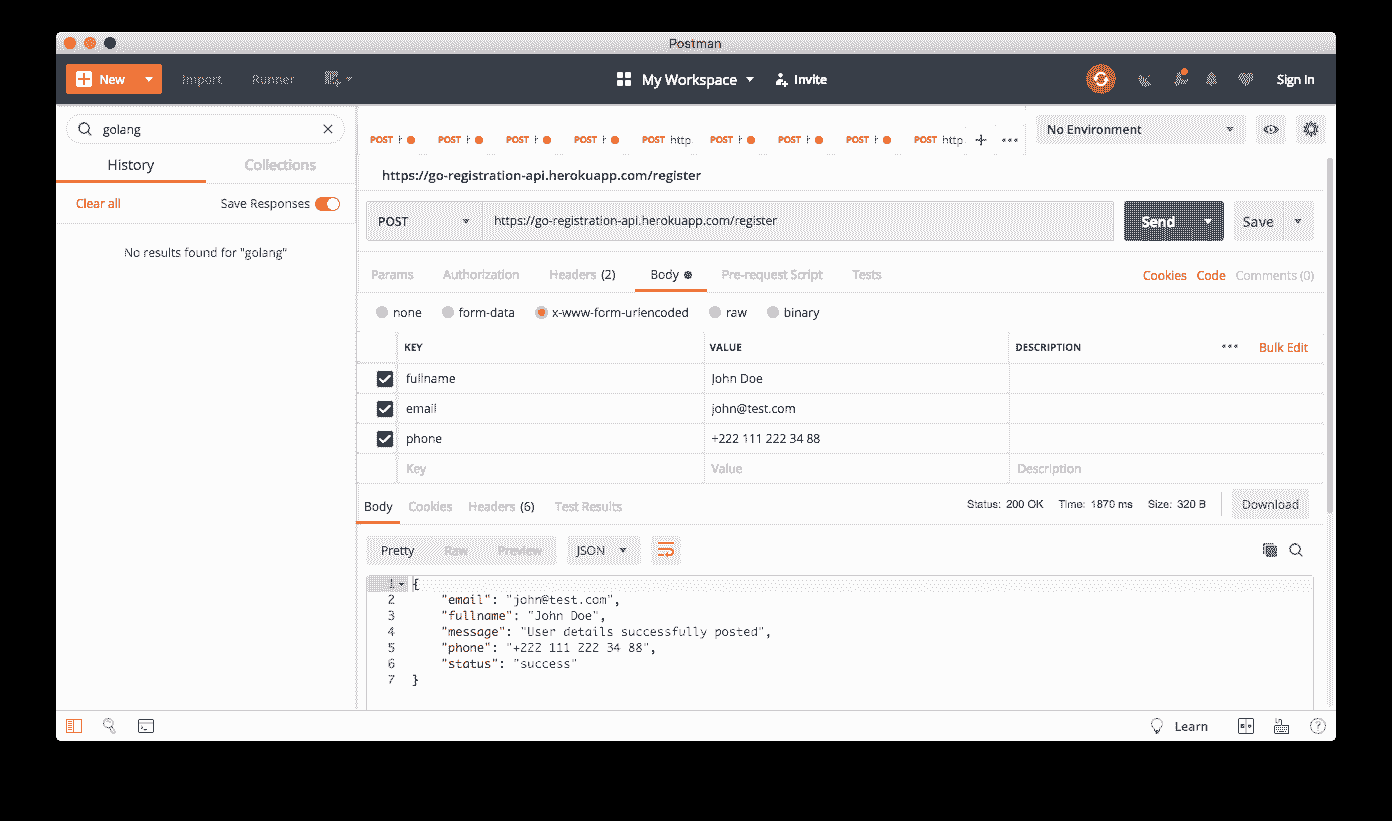 Postman
New Import Runner My Workspace Invite Sign In
golang
History Collections
Clear all Save Responses
No results found for "golang"
POST POST POST POST POST http POST POST POST POST http No Environment
https://go-registration-api.herokuapp.com/register
POST https://go-registration-api.herokuapp.com/register Send Save
Params Authorization Headers (2) Body Pre-request Script Tests Cookies Code Comments (0)
none form-data x-www-form-urlencoded raw binary
KEY VALUE DESCRIPTION Bulk Edit
fullname John Doe
email john@test.com
phone +222 111 222 34 88
Key Value Description
Body Cookies Headers (6) Test Results Status: 200 OK Time: 1870 ms Size: 320 B Download
Pretty Raw Preview JSON
1 {
2 "email": "john@test.com",
3 "fullname": "John Doe",
4 "message": "User details successfully posted",
5 "phone": "+222 111 222 34 88",
6 "status": "success"
7 }
Learn